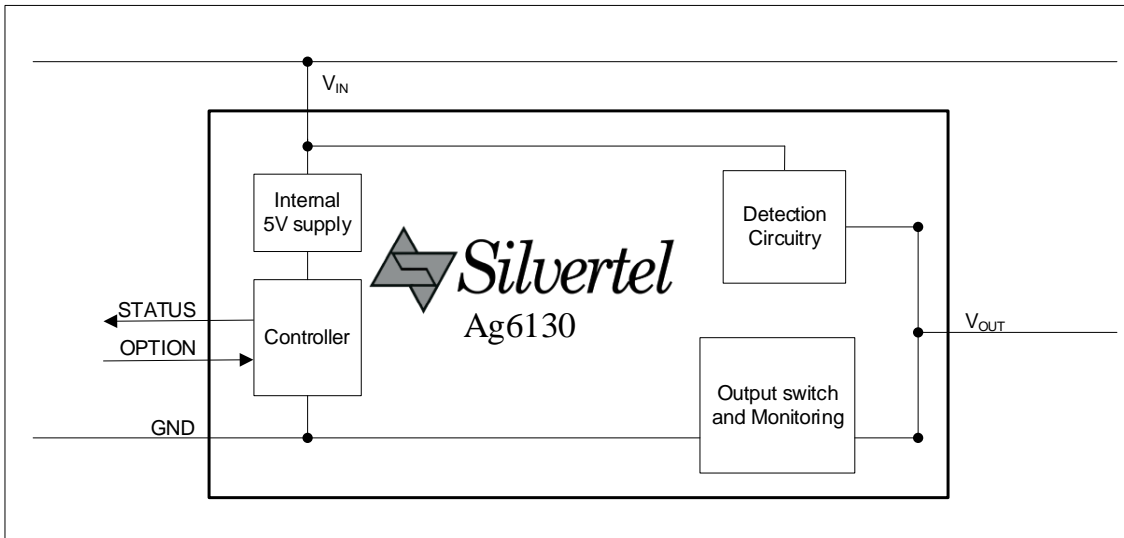 VIN
Internal
5V supply
Detection
Circuitry
Silvertel
Ag6130
STATUS
OPTION
Controller
VOUT
Output switch
and Monitoring
GND